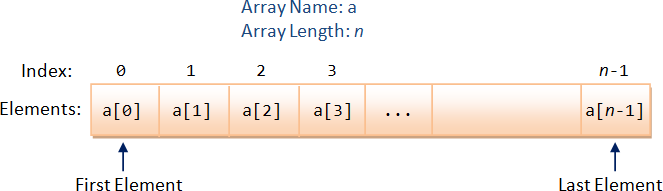 Array Name: a
Array Length: n
Index: 0 1 2 3 n-1
Elements: a[0] a[1] a[2] a[3] ... a[n-1]
First Element Last Element